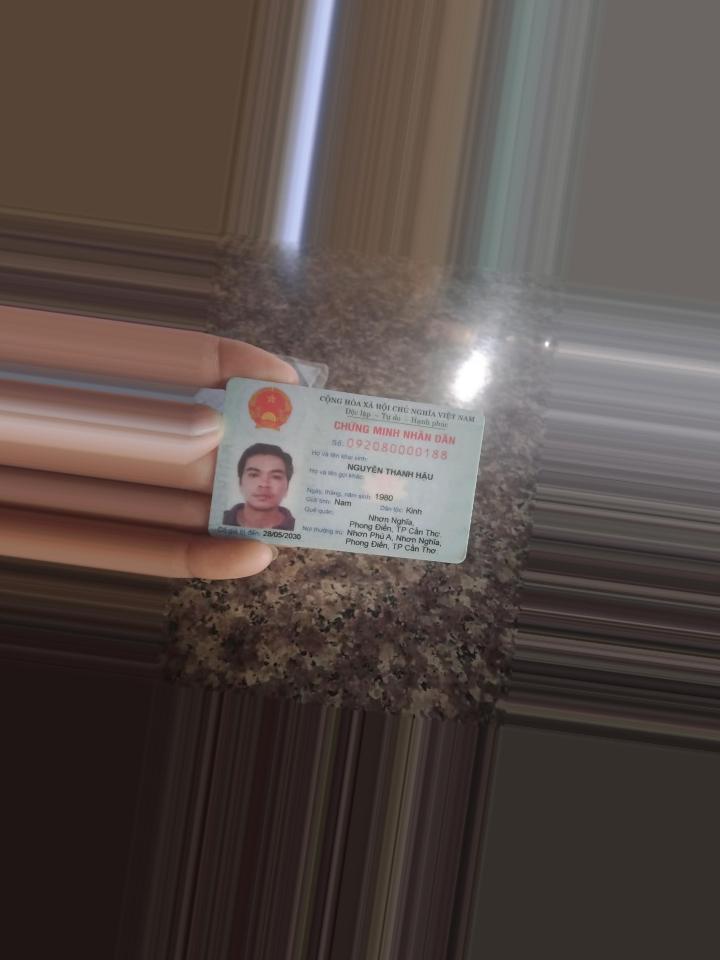 CỘNG HÒA XÃ HỘI CHỦ NGHĨA VIỆT NAM
Độc lập - Tự do - Hạnh phúc
CHỨNG MINH NHÂN DÂN
Số: 092080000188
Họ và tên khai sinh:
NGUYỄN THANH HẬU
Họ và tên gọi khác:
Ngày, tháng, năm sinh: 1980
Giới tính: Nam Dân tộc: Kinh
Quê quán: Nhơn Nghĩa,
Phong Điền, TP Cần Thơ.
Nơi thường trú: Nhơn Phú A, Nhơn Nghĩa,
Phong Điền, TP Cần Thơ
Có giá trị đến: 28/05/2030